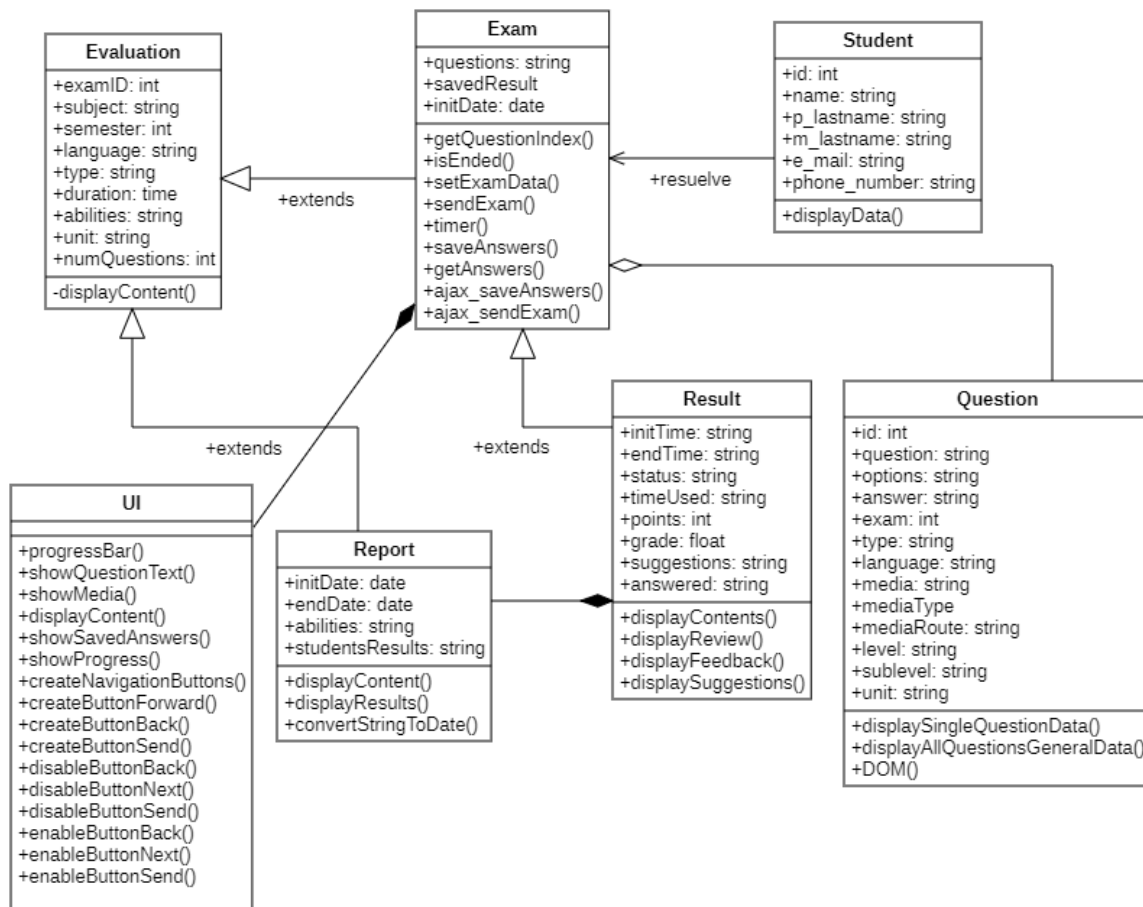 Evaluation
+examID: int
+subject: string
+semester: int
+language: string
+type: string
+duration: time
+abilities: string
+unit: string
+numQuestions: int
-displayContent()
+extends
Exam
+questions: string
+savedResult
+initDate: date
+getQuestionIndex()
+isEnded()
+setExamData()
+sendExam()
+timer()
+saveAnswers()
+getAnswers()
+ajax_saveAnswers()
+ajax_sendExam()
+resuelve
Student
+id: int
+name: string
+p_lastname: string
+m_lastname: string
+e_mail: string
+phone_number: string
+displayData()
+extends
+extends
UI
+progressBar()
+showQuestionText()
+showMedia()
+displayContent()
+showSavedAnswers()
+showProgress()
+createNavigationButtons()
+createButtonForward()
+createButtonBack()
+createButtonSend()
+disableButtonBack()
+disableButtonNext()
+disableButtonSend()
+enableButtonBack()
+enableButtonNext()
+enableButtonSend()
Report
+initDate: date
+endDate: date
+abilities: string
+studentsResults: string
+displayContent()
+displayResults()
+convertStringToDate()
Result
+initTime: string
+endTime: string
+status: string
+timeUsed: string
+points: int
+grade: float
+suggestions: string
+answered: string
+displayContents()
+displayReview()
+displayFeedback()
+displaySuggestions()
Question
+id: int
+question: string
+options: string
+answer: string
+exam: int
+type: string
+language: string
+media: string
+mediaType
+mediaRoute: string
+level: string
+sublevel: string
+unit: string
+displaySingleQuestionData()
+displayAllQuestionsGeneralData()
+DOM()